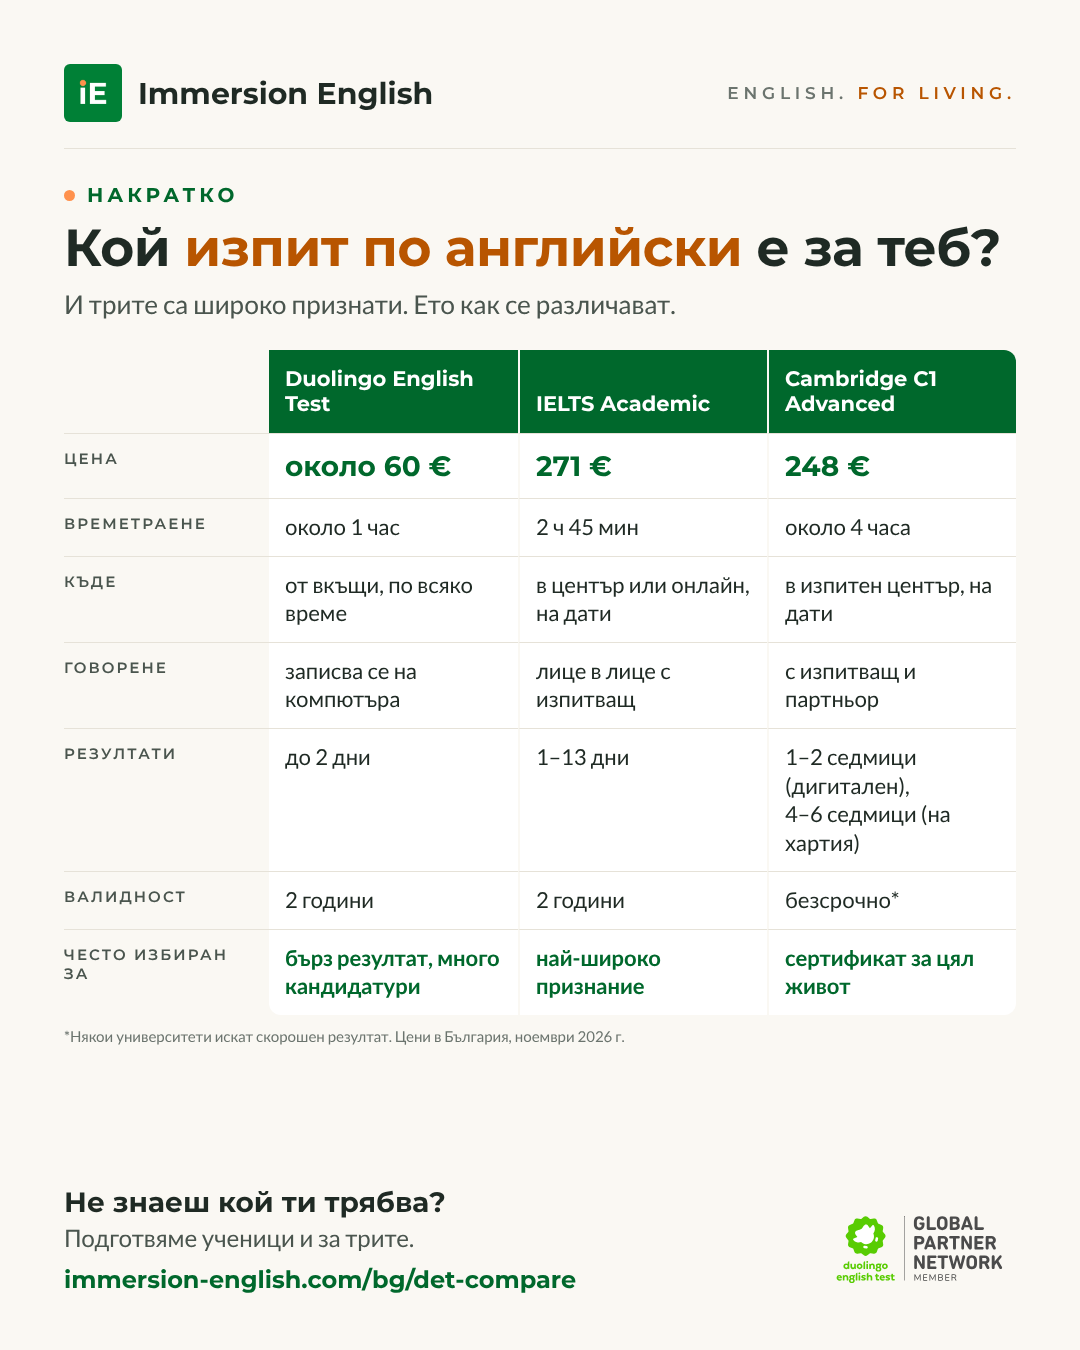 iE Immersion English
ENGLISH. FOR LIVING.
НАКРАТКО
Кой изпит по английски е за теб?
И трите са широко признати. Ето как се различават.
Duolingo English
Test
IELTS Academic
Cambridge C1
Advanced
ЦЕНА
около 60 €
271 €
248 €
ВРЕМЕТРАЕНЕ
около 1 час
2 ч 45 мин
около 4 часа
КЪДЕ
от вкъщи, по всяко
време
в център или онлайн,
на дати
в изпитен център, на
дати
ГОВОРЕНЕ
записва се на
компютъра
лице в лице с
изпитващ
с изпитващ и
партньор
РЕЗУЛТАТИ
до 2 дни
1–13 дни
1–2 седмици
(дигитален),
4–6 седмици (на
хартия)
ВАЛИДНОСТ
2 години
2 години
безсрочно*
ЧЕСТО ИЗБИРАН
ЗА
бърз резултат, много
кандидатури
най-широко
признание
сертификат за цял
живот
*Някои университети искат скорошен резултат. Цени в България, ноември 2026 г.
Не знаеш кой ти трябва?
Подготвяме ученици и за трите.
immersion-english.com/bg/det-compare
duolingo
english test
GLOBAL
PARTNER
NETWORK
MEMBER